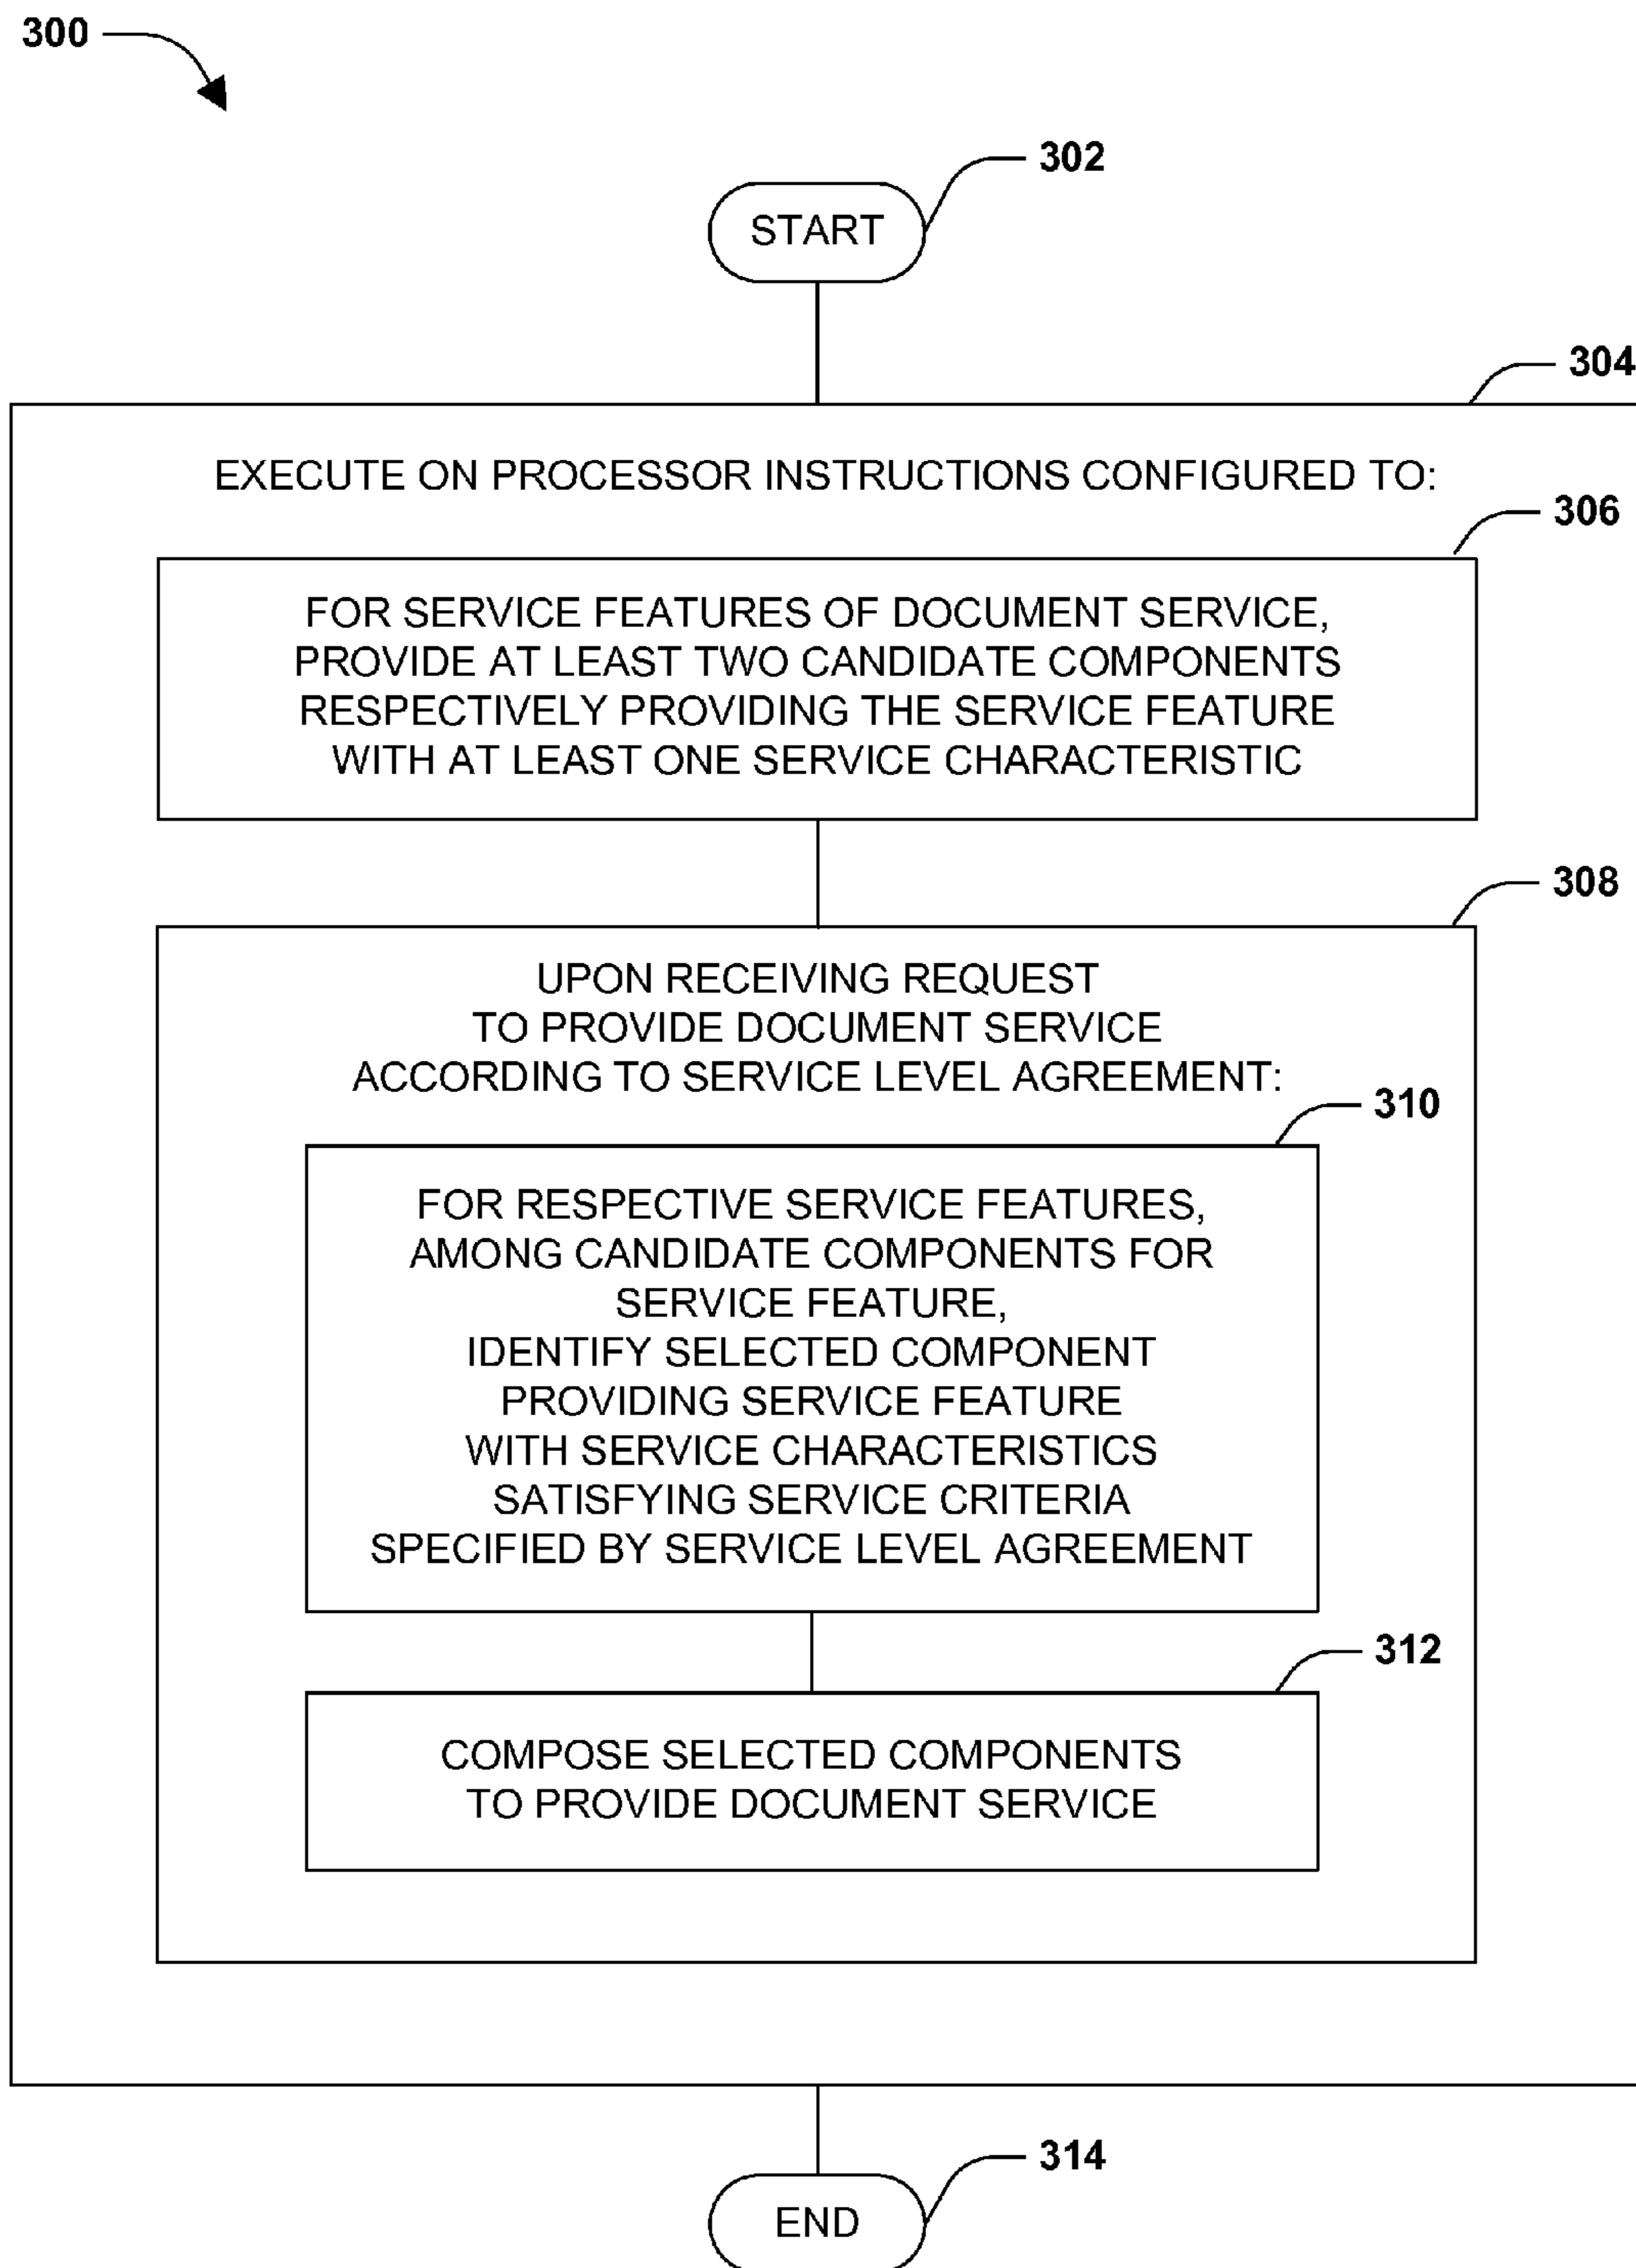 300
302
START
304
EXECUTE ON PROCESSOR INSTRUCTIONS CONFIGURED TO:
306
FOR SERVICE FEATURES OF DOCUMENT SERVICE,
PROVIDE AT LEAST TWO CANDIDATE COMPONENTS
RESPECTIVELY PROVIDING THE SERVICE FEATURE
WITH AT LEAST ONE SERVICE CHARACTERISTIC
308
UPON RECEIVING REQUEST
TO PROVIDE DOCUMENT SERVICE
ACCORDING TO SERVICE LEVEL AGREEMENT:
310
FOR RESPECTIVE SERVICE FEATURES,
AMONG CANDIDATE COMPONENTS FOR
SERVICE FEATURE,
IDENTIFY SELECTED COMPONENT
PROVIDING SERVICE FEATURE
WITH SERVICE CHARACTERISTICS
SATISFYING SERVICE CRITERIA
SPECIFIED BY SERVICE LEVEL AGREEMENT
312
COMPOSE SELECTED COMPONENTS
TO PROVIDE DOCUMENT SERVICE
314
END